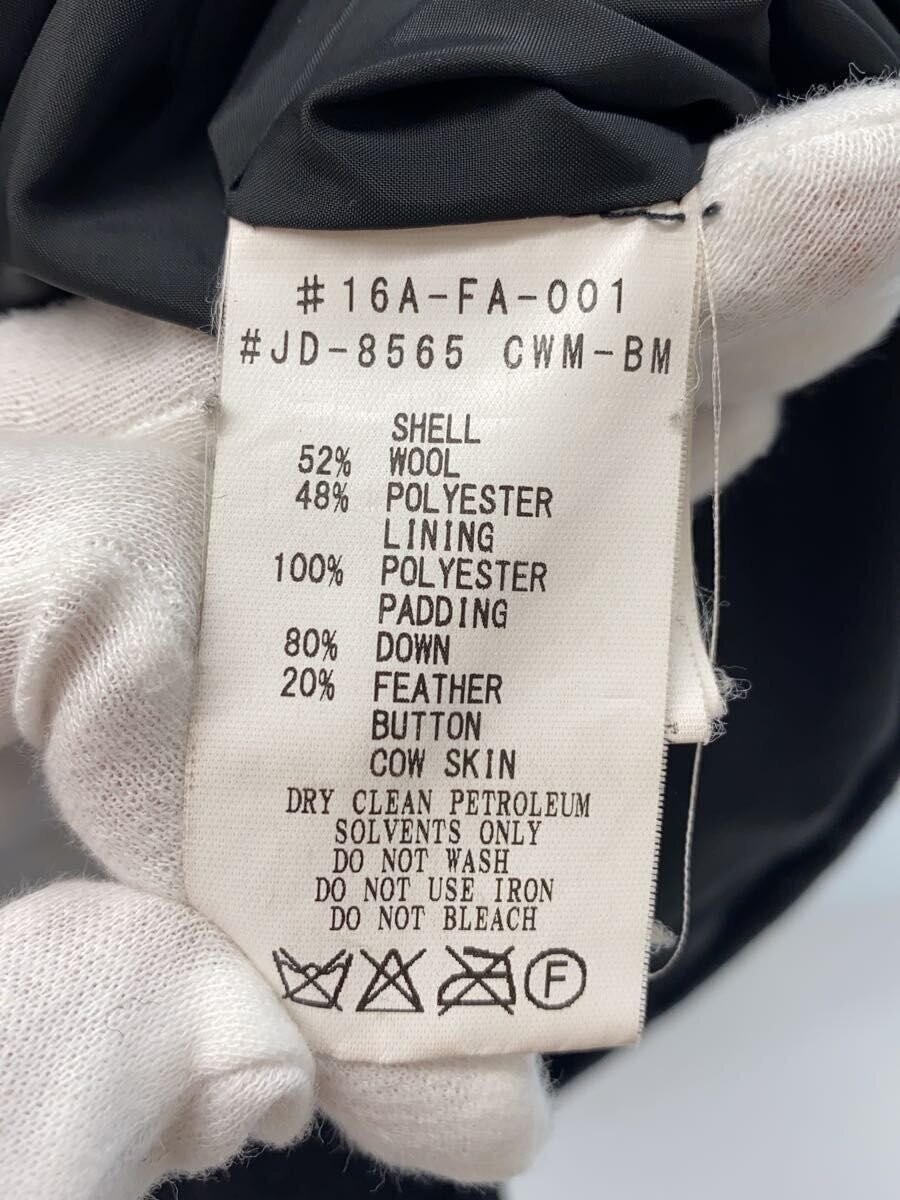 #16A-FA-001
#JD-8565 CWM-BM
SHELL
52% WOOL
48% POLYESTER
LINING
100% POLYESTER
PADDING
80% DOWN
20% FEATHER
BUTTON
COW SKIN
DRY CLEAN PETROLEUM
SOLVENTS ONLY
DO NOT WASH
DO NOT USE IRON
DO NOT BLEACH
F